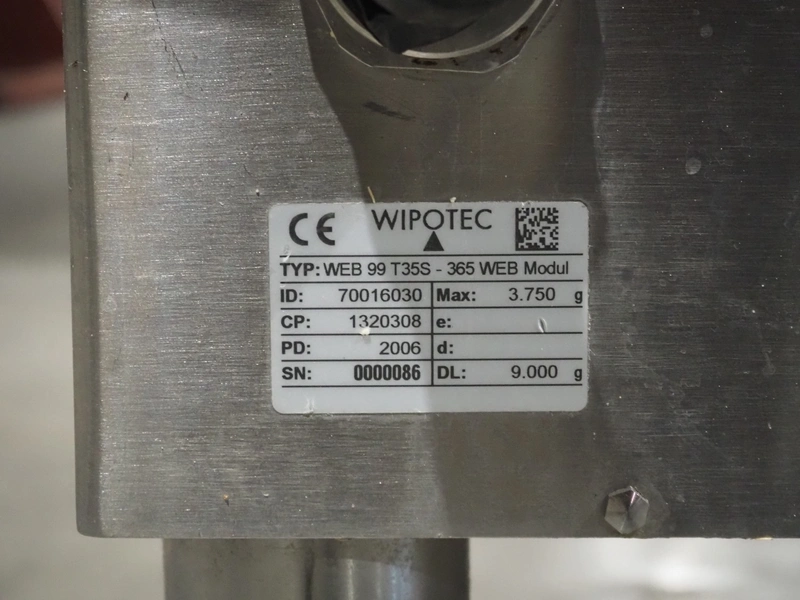 CE WIPOTEC
TYP: WEB 99 T35S - 365 WEB Modul
ID: 70016030 Max: 3.750 g
CP: 1320308 e:
PD: 2006 d:
SN: 0000086 DL: 9.000 g